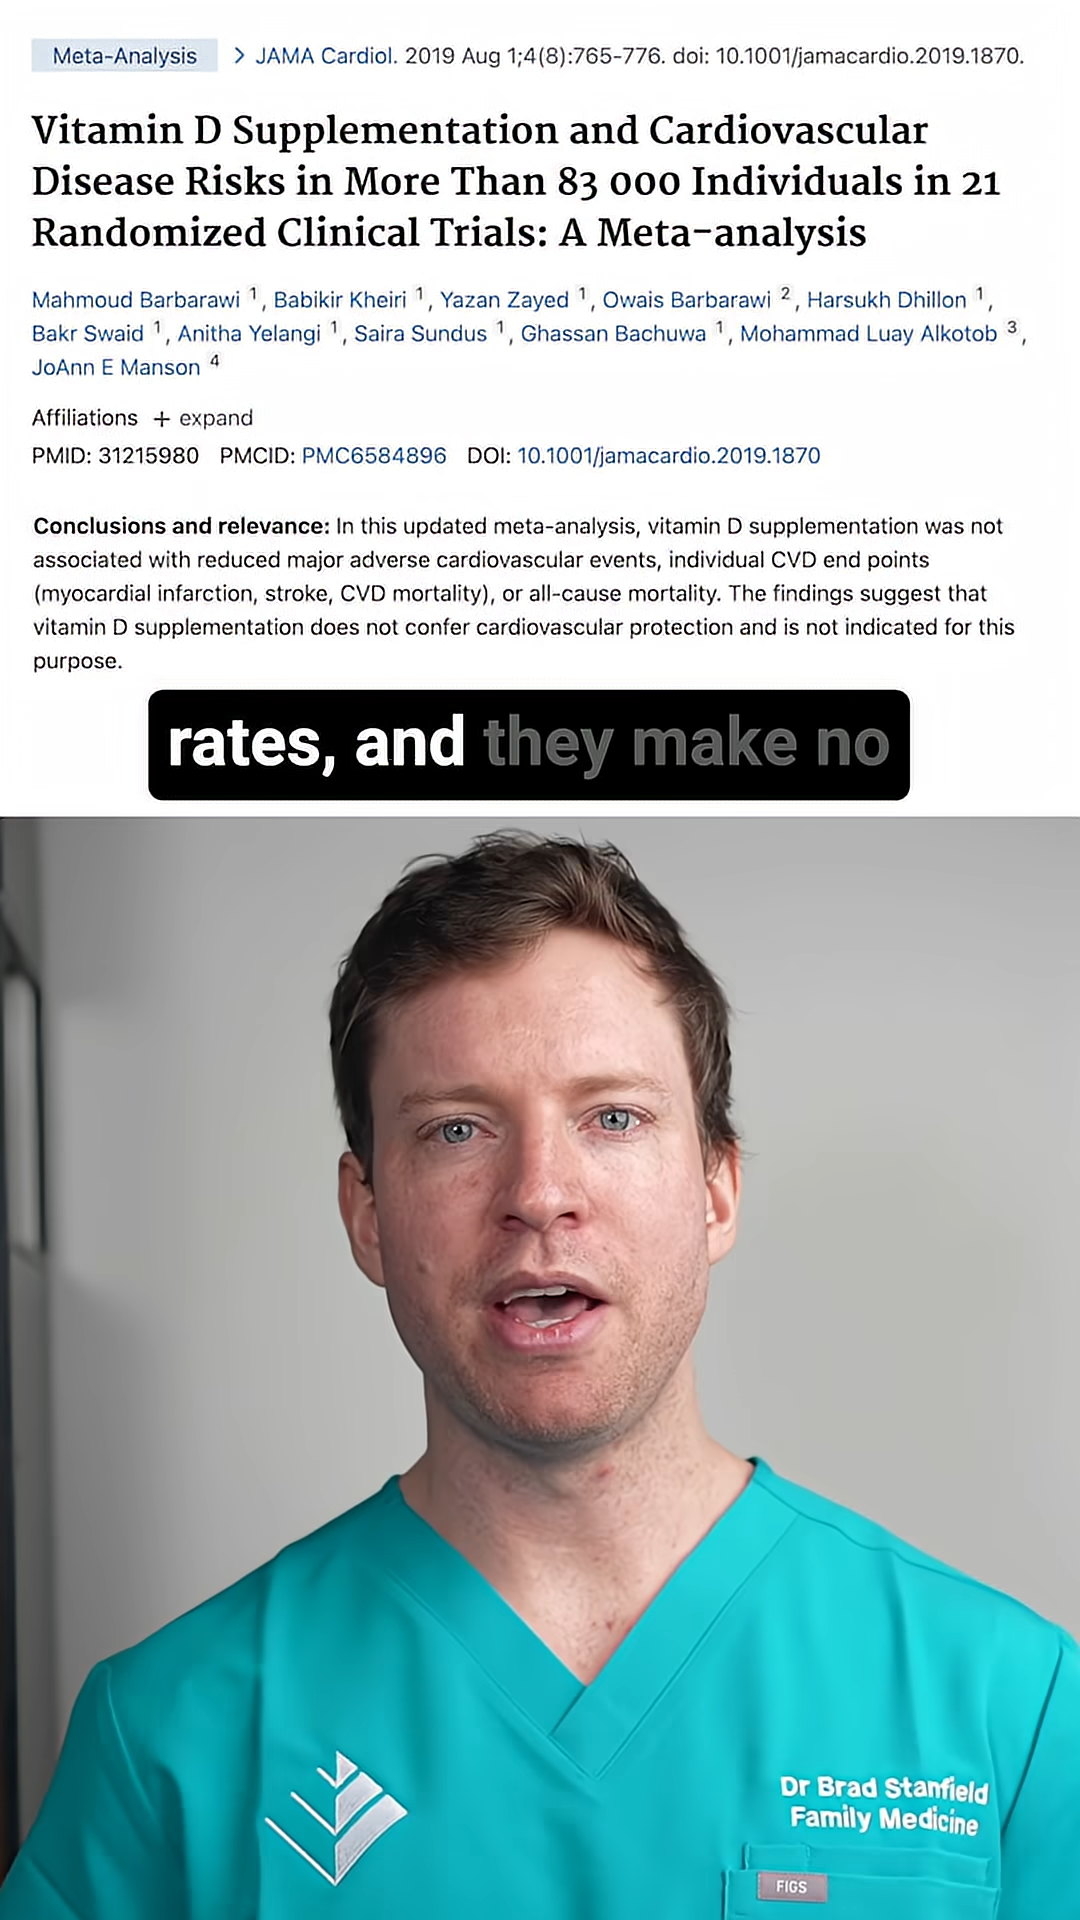 Meta-Analysis > JAMA Cardiol. 2019 Aug 1;4(8):765-776. doi: 10.1001/jamacardio.2019.1870.
Vitamin D Supplementation and Cardiovascular
Disease Risks in More Than 83 000 Individuals in 21
Randomized Clinical Trials: A Meta-analysis
Mahmoud Barbarawi 1, Babikir Kheiri 1, Yazan Zayed 1, Owais Barbarawi 2, Harsukh Dhillon 1,
Bakr Swaid 1, Anitha Yelangi 1, Saira Sundus 1, Ghassan Bachuwa 1, Mohammad Luay Alkotob 3,
JoAnn E Manson 4
Affiliations + expand
PMID: 31215980 PMCID: PMC6584896 DOI: 10.1001/jamacardio.2019.1870
Conclusions and relevance: In this updated meta-analysis, vitamin D supplementation was not
associated with reduced major adverse cardiovascular events, individual CVD end points
(myocardial infarction, stroke, CVD mortality), or all-cause mortality. The findings suggest that
vitamin D supplementation does not confer cardiovascular protection and is not indicated for this
purpose.
rates, and they make no
Dr Brad Stanfield
Family Medicine
FIGS